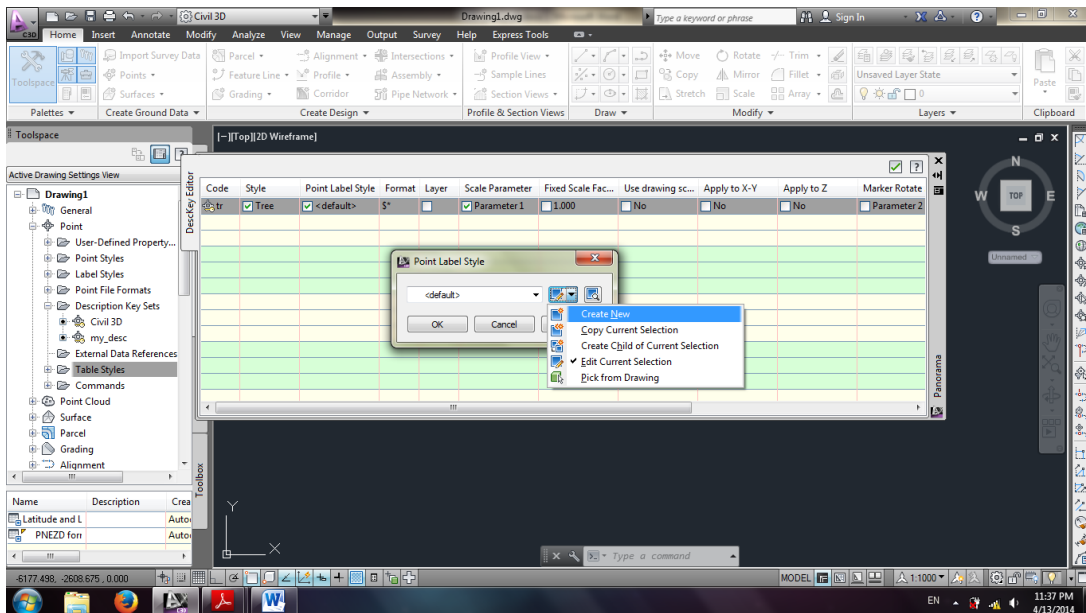 Civil 3D
Drawing1.dwg
Type a keyword or phrase
Sign In
C3D
Home Insert Annotate Modify Analyze View Manage Output Survey Help Express Tools
Toolspace
Import Survey Data
Points
Surfaces
Parcel
Feature Line
Grading
Alignment
Profile
Corridor
Intersections
Assembly
Pipe Network
Profile View
Sample Lines
Section Views
Move
Copy
Stretch
Rotate
Mirror
Scale
Trim
Fillet
Array
Unsaved Layer State
0
Paste
Palettes Create Ground Data Create Design Profile & Section Views Draw Modify Layers Clipboard
Toolspace
[−][Top][2D Wireframe]
Active Drawing Settings View
Drawing1
General
Point
User-Defined Property...
Point Styles
Label Styles
Point File Formats
Description Key Sets
Civil 3D
my_desc
External Data References
Table Styles
Commands
Point Cloud
Surface
Parcel
Grading
Alignment
Name Description Crea
Latitude and L Auto
PNEZD forr Auto
Toolbox
DescKey Editor
Code Style Point Label Style Format Layer Scale Parameter Fixed Scale Fac... Use drawing sc... Apply to X-Y Apply to Z Marker Rotate
tr Tree <default> $* Parameter 1 1.000 No No No Parameter 2
Panorama
Point Label Style
<default>
OK Cancel
Create New
Copy Current Selection
Create Child of Current Selection
Edit Current Selection
Pick from Drawing
N
W TOP E
S
Unnamed
Y
X
Type a command
-6177.498, -2608.675 , 0.000
MODEL
1:1000
EN
11:37 PM
4/13/2014